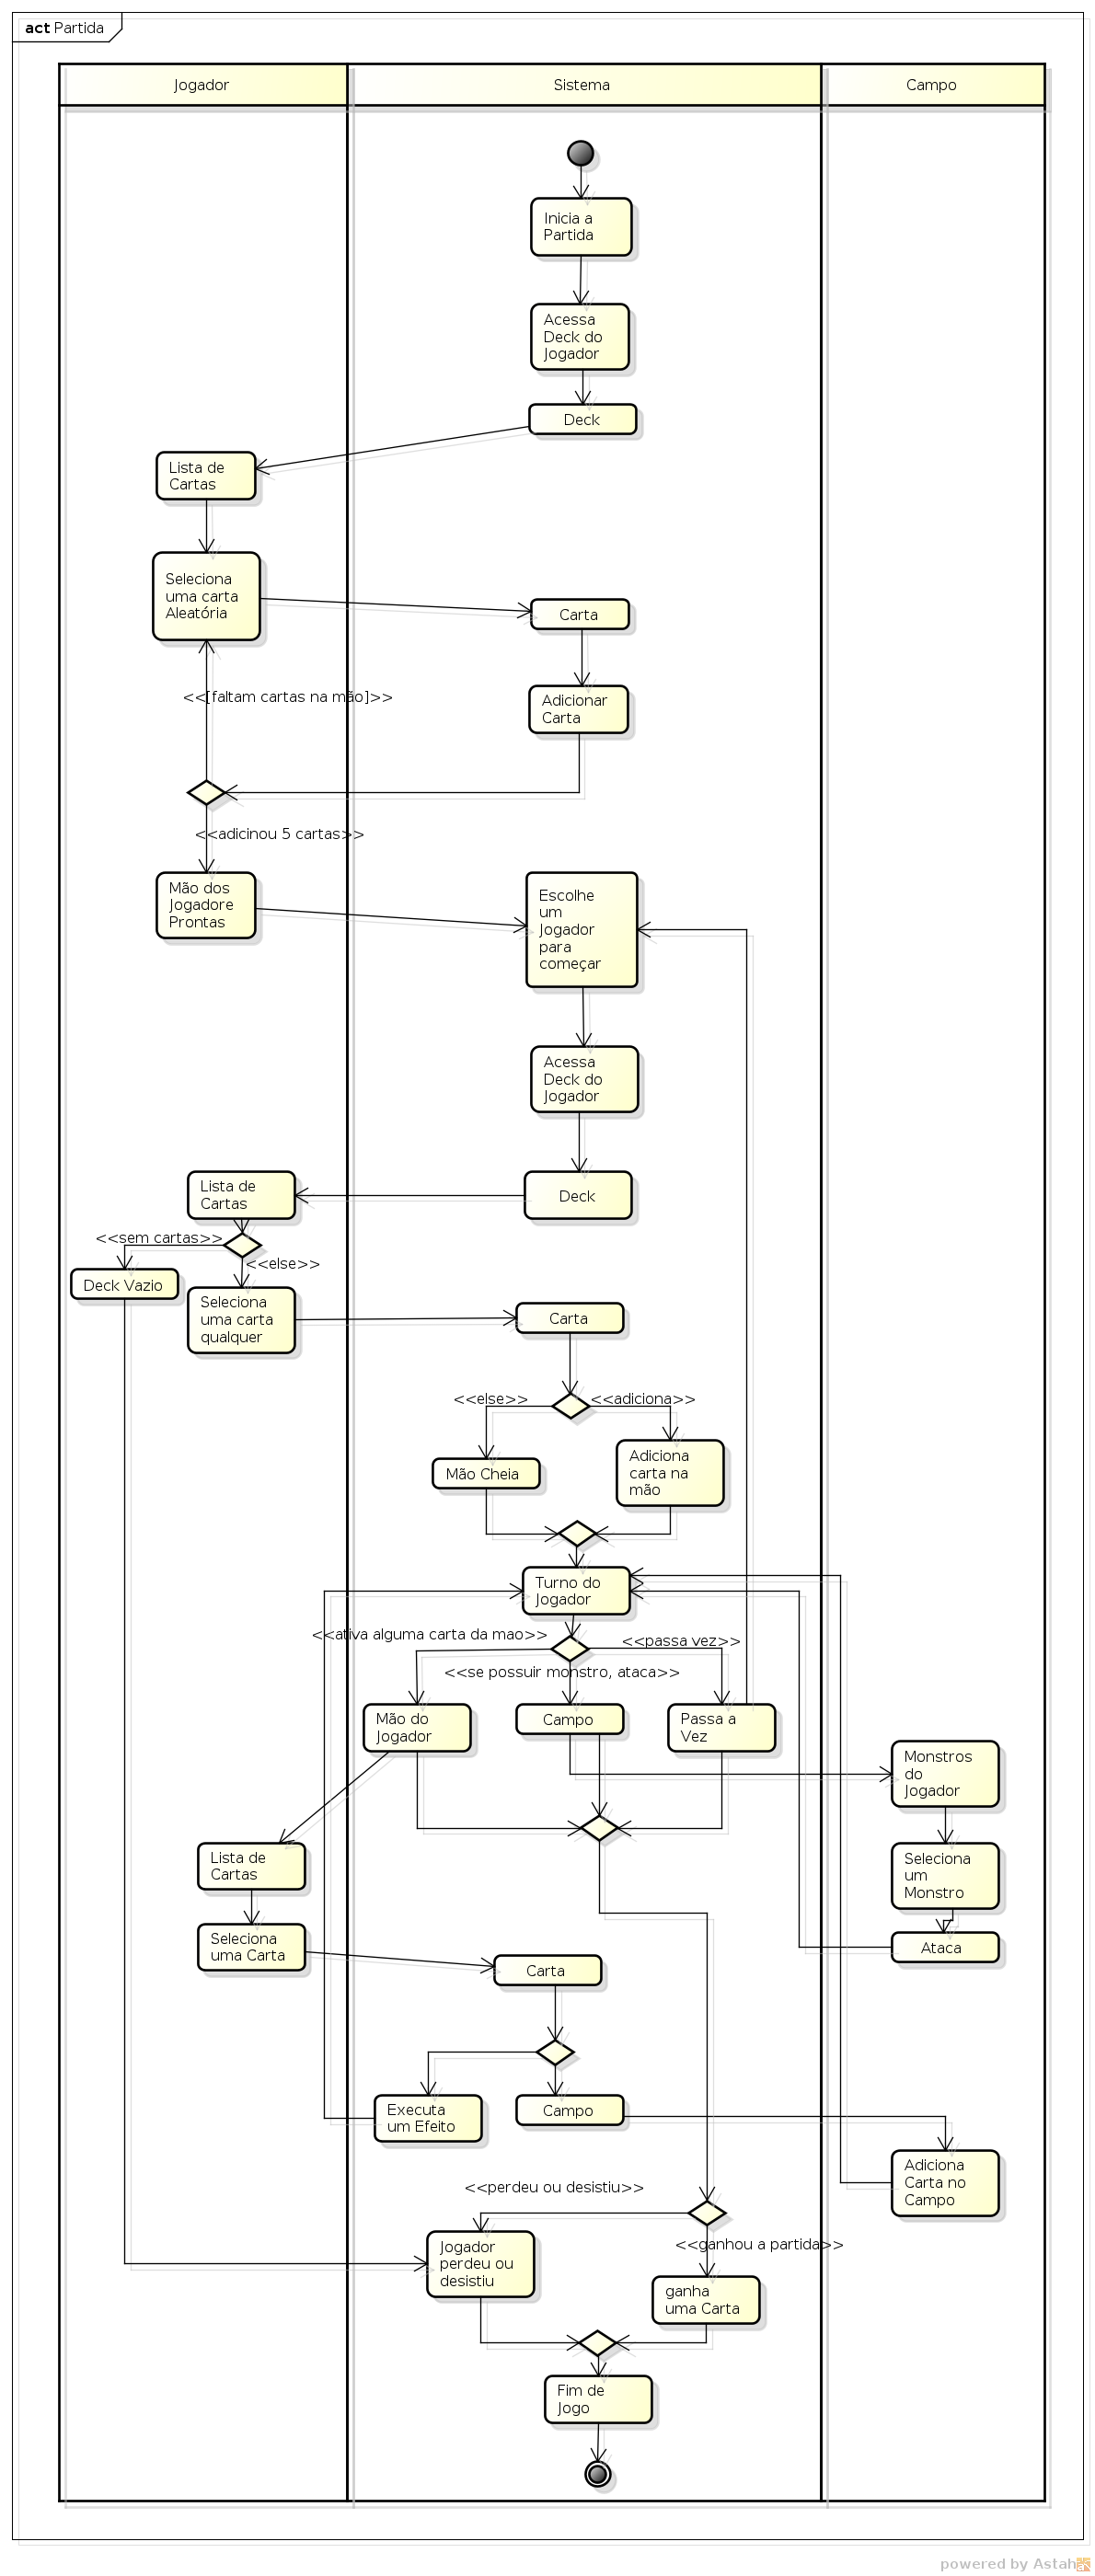 act Partida
Jogador
Sistema
Campo
Inicia a
Partida
Acessa
Deck do
Jogador
Deck
Lista de
Cartas
Seleciona
uma carta
Aleatória
Carta
<<[faltam cartas na mão]>>
Adicionar
Carta
<<adicinou 5 cartas>>
Mão dos
Jogadore
Prontas
Escolhe
um
Jogador
para
começar
Acessa
Deck do
Jogador
Lista de
Cartas
Deck
<<sem cartas>>
<<else>>
Deck Vazio
Seleciona
uma carta
qualquer
Carta
<<else>>
<<adiciona>>
Mão Cheia
Adiciona
carta na
mão
Turno do
Jogador
<<ativa alguma carta da mao>>
<<passa vez>>
<<se possuir monstro, ataca>>
Mão do
Jogador
Campo
Passa a
Vez
Monstros
do
Jogador
Lista de
Cartas
Seleciona
um
Monstro
Seleciona
uma Carta
Ataca
Carta
Executa
um Efeito
Campo
Adiciona
Carta no
Campo
<<perdeu ou desistiu>>
<<ganhou a partida>>
Jogador
perdeu ou
desistiu
ganha
uma Carta
Fim de
Jogo
powered by Astah